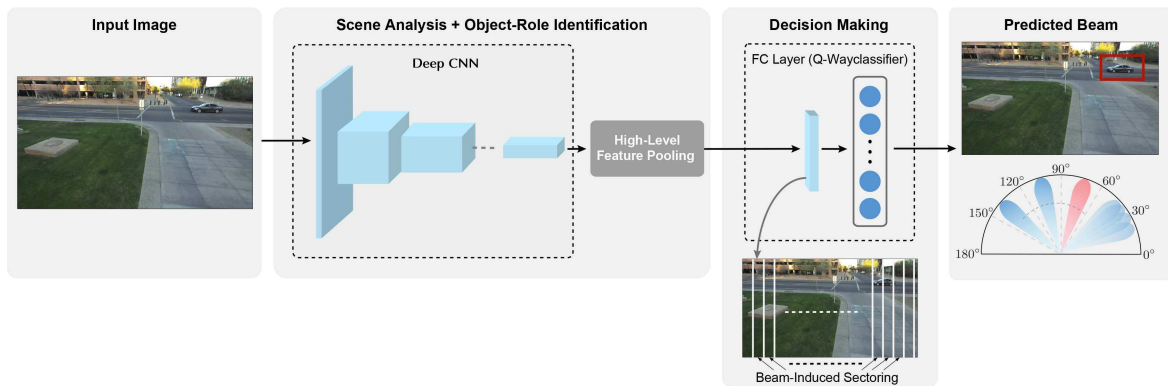 Input Image
Scene Analysis + Object-Role Identification
Deep CNN
High-Level
Feature Pooling
Decision Making
FC Layer (Q-Wayclassifier)
Beam-Induced Sectoring
Predicted Beam
90°
120°
60°
150°
30°
180°
0°